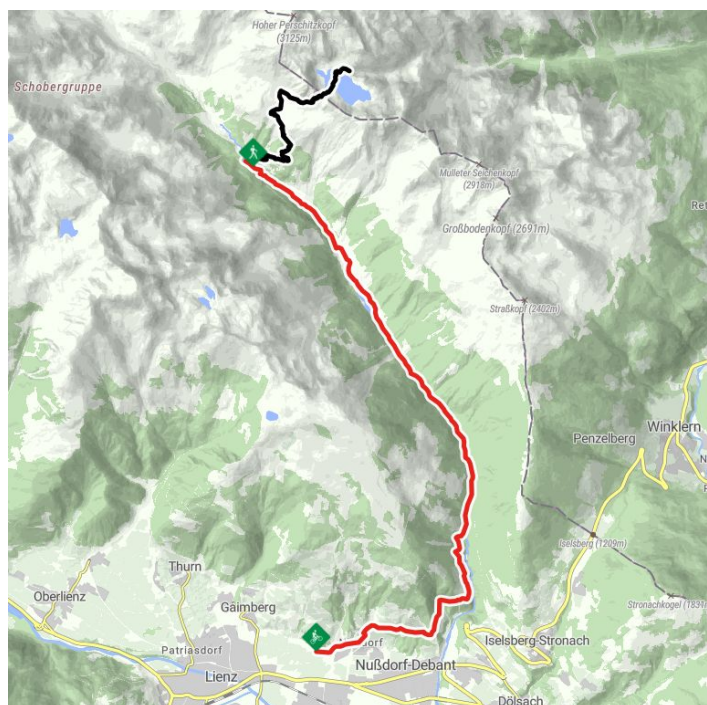 Hoher Perschitzkopf
(3125m)
Schobergruppe
Mulleter Seichenkopf
(2918m)
Großbodenkopf (2691m)
Straßkopf (2402m)
Winklern
Penzelberg
Iselsberg (1209m)
Thurn
Oberlienz
Gaimberg
Stronachkogel (1831m
Patriasdorf
Iselsberg-Stronach
Nußdorf-Debant
Lienz
Dölsach